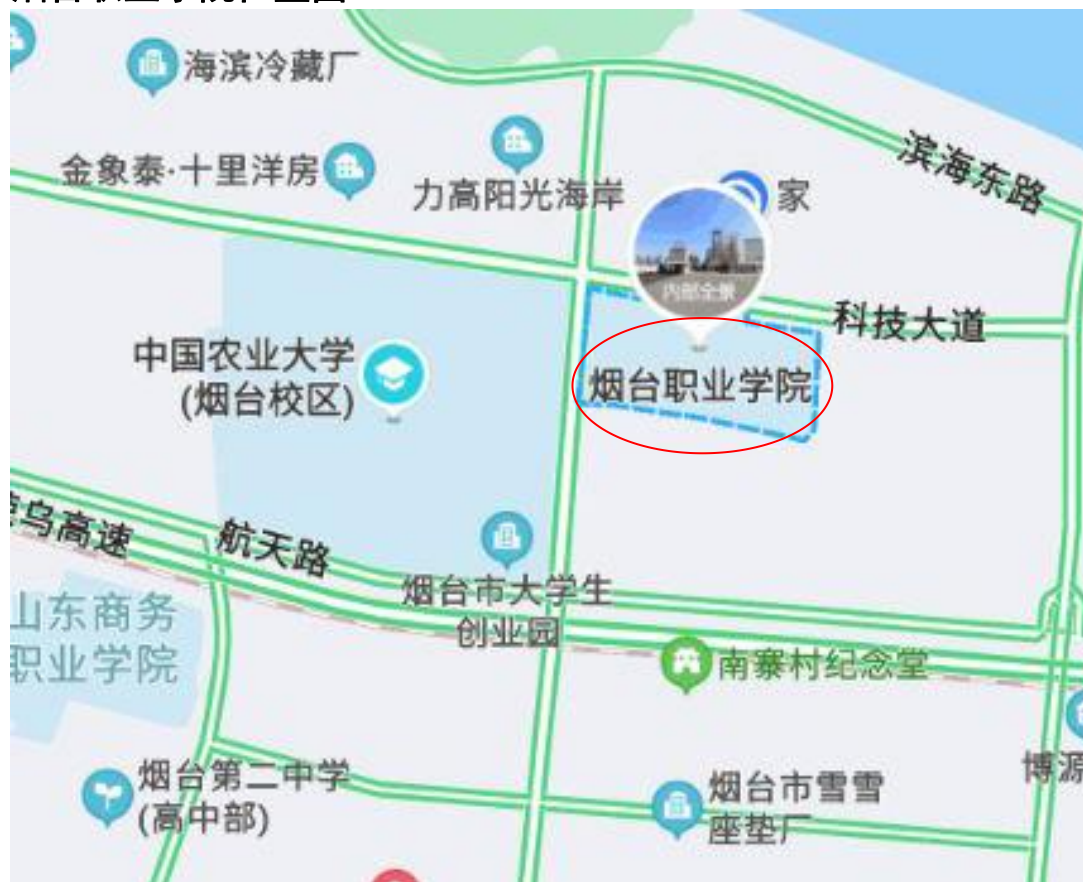 海滨冷藏厂
金象泰·十里洋房
力高阳光海岸
家
滨海东路
内部全景
科技大道
中国农业大学
(烟台校区)
烟台职业学院
乌高速
航天路
烟台市大学生
创业园
山东商务
职业学院
南寨村纪念堂
博源
烟台第二中学
(高中部)
烟台市雪雪
座垫厂